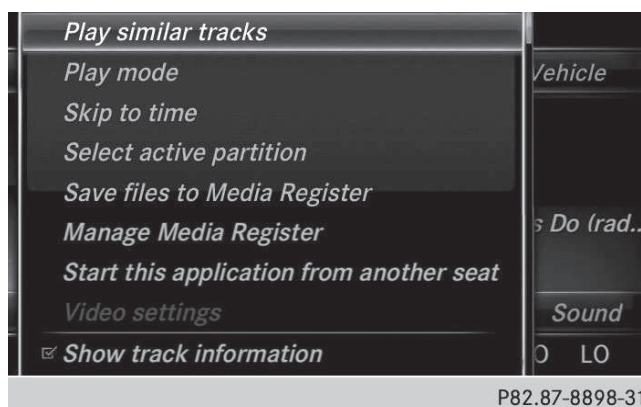 Play similar tracks
Play mode
Vehicle
Skip to time
Select active partition
Save files to Media Register
Manage Media Register
s Do (rad..
Start this application from another seat
Video settings
Sound
☑ Show track information
O LO
P82.87-8898-31